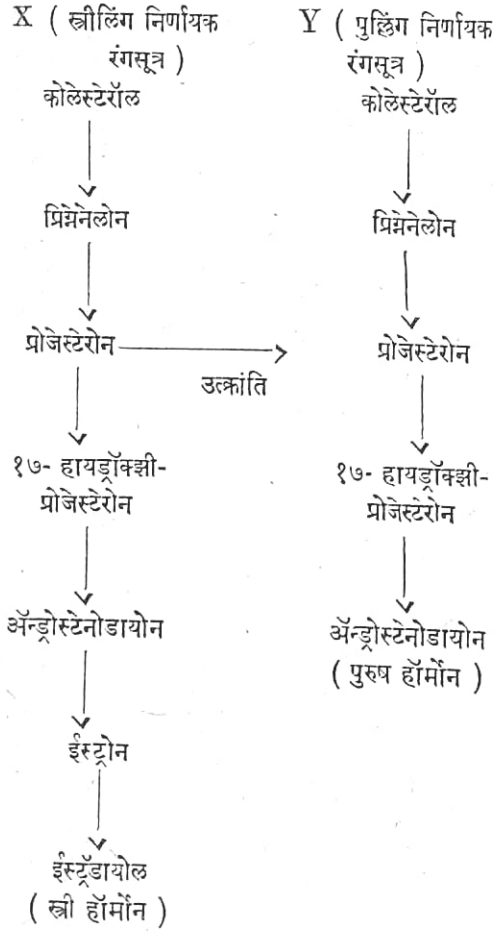 X ( स्त्रीलिंग निर्णायक
रंगसूत्र )
कोलेस्टेरॉल
प्रिग्नेनेलोन
प्रोजेस्टेरोन
उत्क्रांति
१७- हायड्रॉक्झी-
प्रोजेस्टेरोन
ॲन्ड्रोस्टेनोडायोन
ईस्ट्रोन
ईस्ट्रॅडायोल
( स्त्री हॉर्मोन )
Y ( पुल्लिंग निर्णायक
रंगसूत्र )
कोलेस्टेरॉल
प्रिग्नेनेलोन
प्रोजेस्टेरोन
१७- हायड्रॉक्झी-
प्रोजेस्टेरोन
ॲन्ड्रोस्टेनोडायोन
( पुरुष हॉर्मोन )